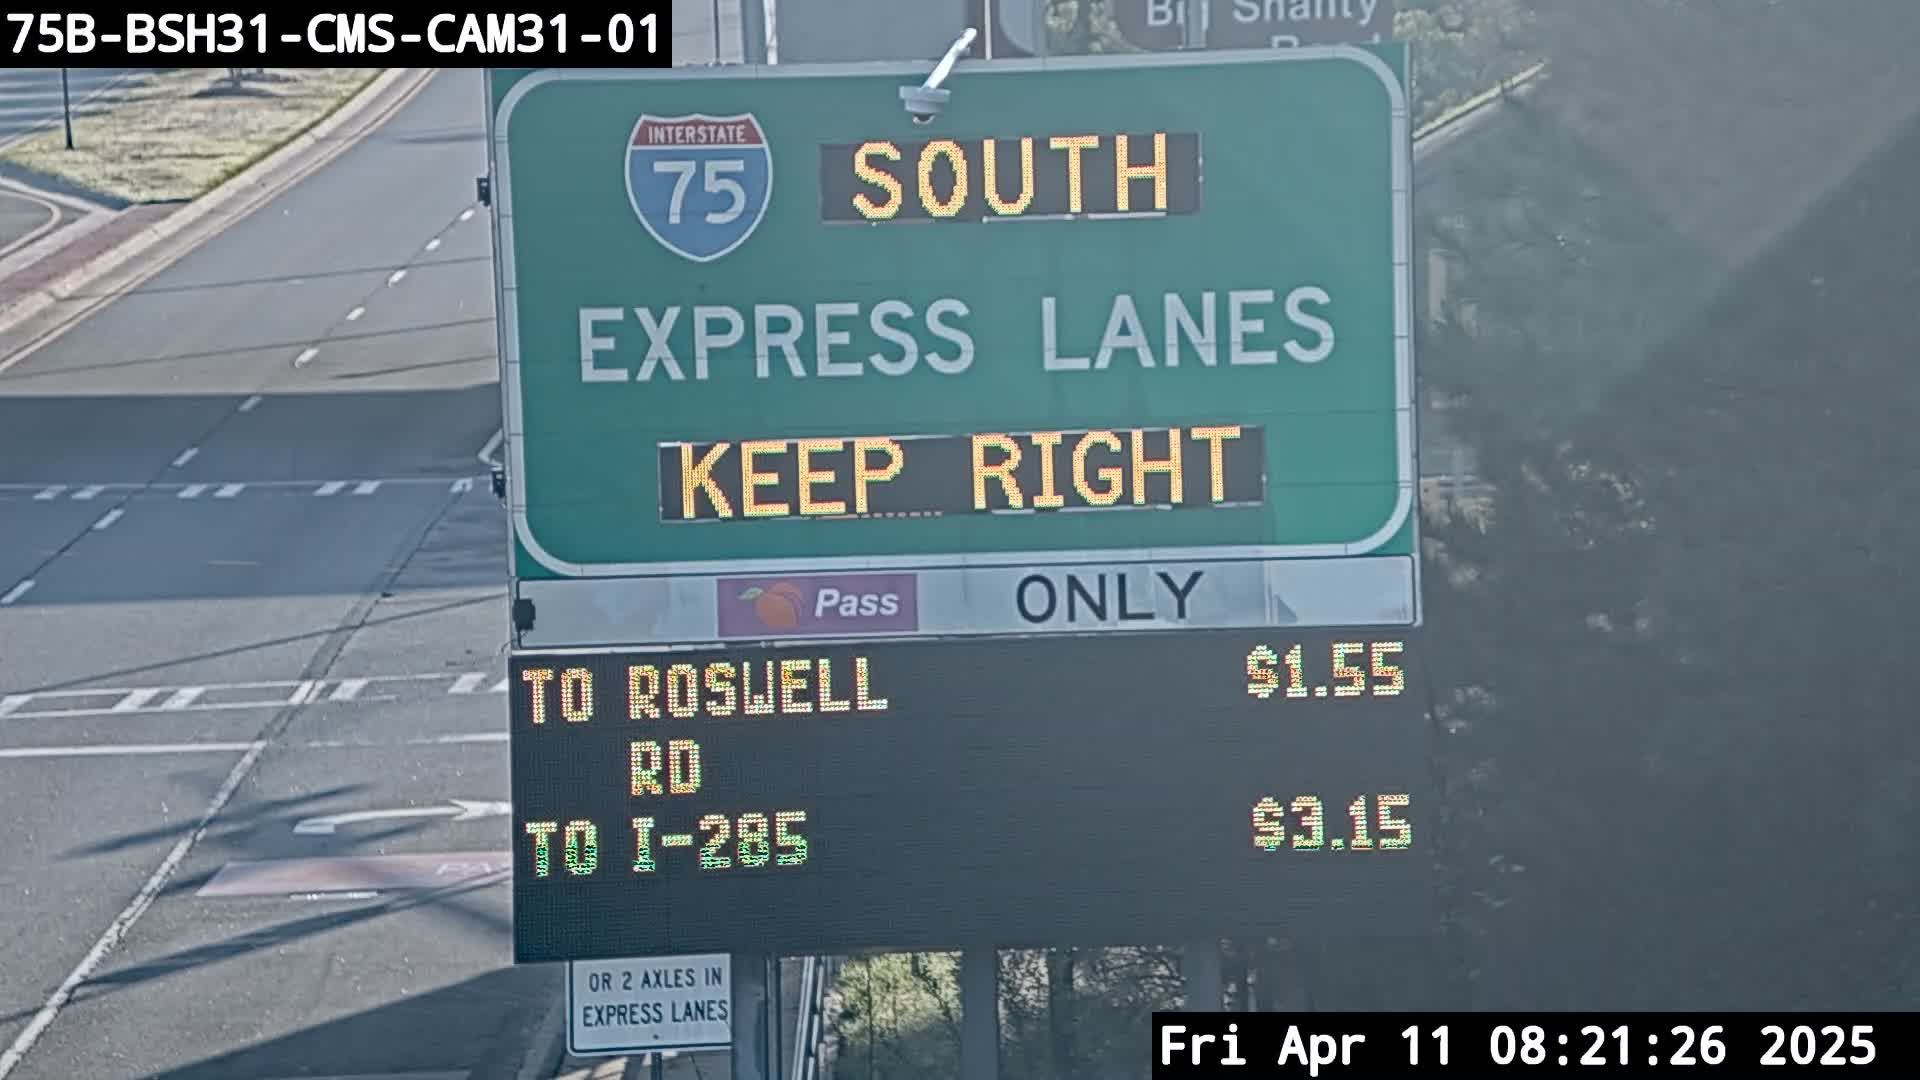 75B-BSH31-CMS-CAM31-01
Shanty
INTERSTATE
75
SOUTH
EXPRESS LANES
KEEP RIGHT
Pass ONLY
TO ROSWELL $1.55
RD
TO I-285 $3.15
OR 2 AXLES IN
EXPRESS LANES
Fri Apr 11 08:21:26 2025